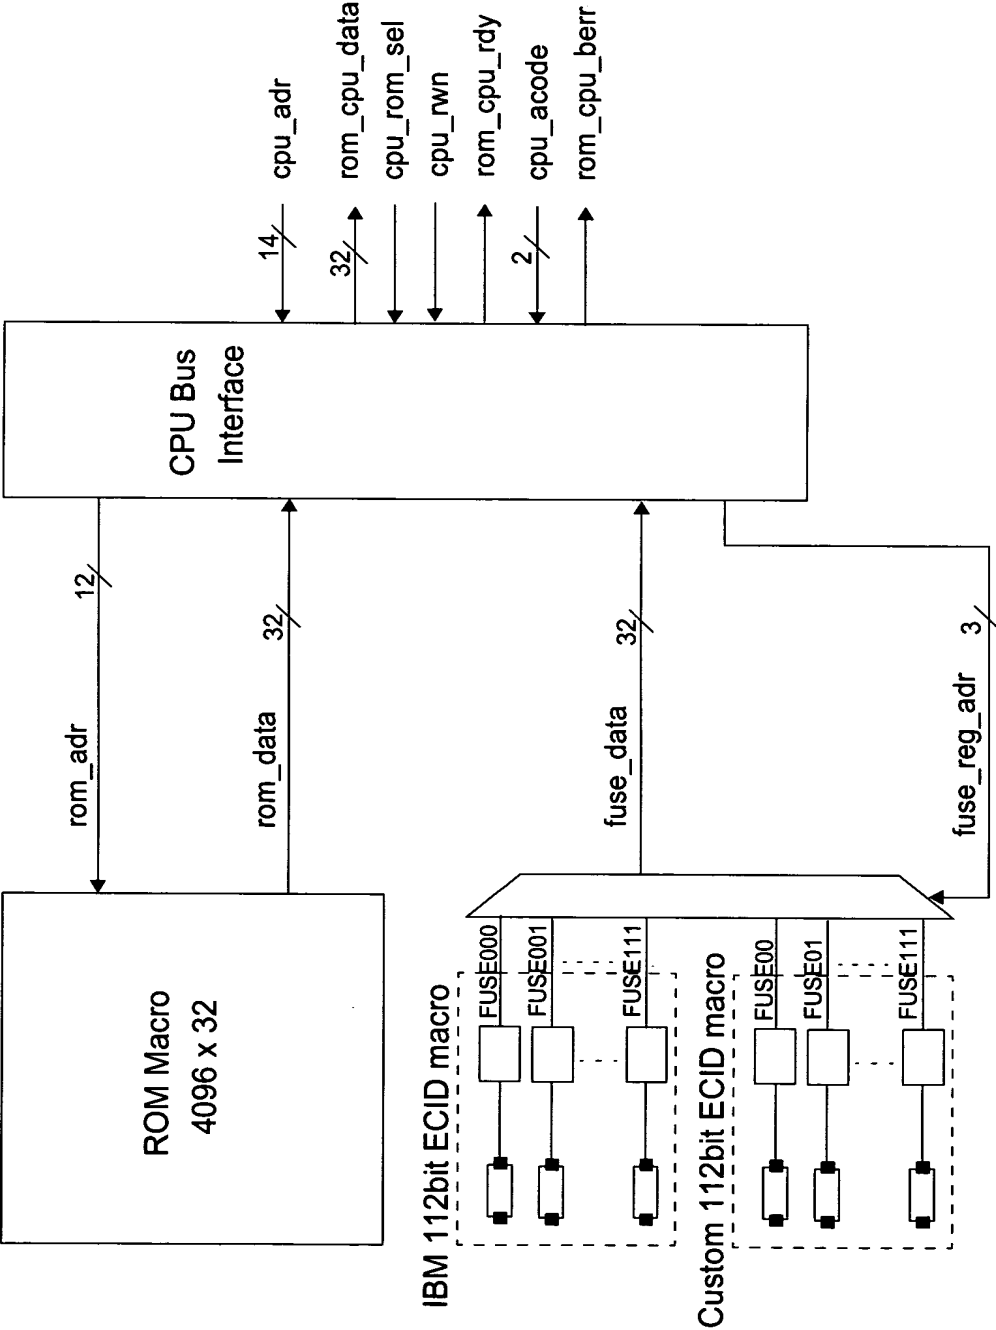 ROM Macro
4096 x 32
rom_adr
12
rom_data
32
CPU Bus
Interface
14
cpu_adr
32
rom_cpu_data
cpu_rom_sel
cpu_rwn
rom_cpu_rdy
2
cpu_acode
rom_cpu_berr
IBM 112bit ECID macro
FUSE000
FUSE001
FUSE111
fuse_data
32
Custom 112bit ECID macro
FUSE00
FUSE01
FUSE111
fuse_reg_adr
3